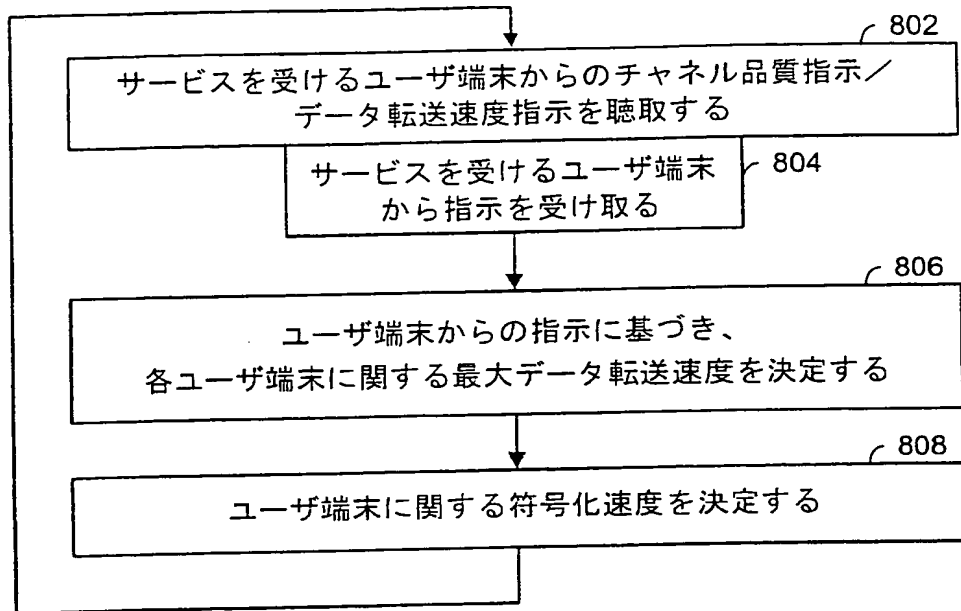 802
サービスを受けるユーザ端末からのチャネル品質指示／
データ転送速度指示を聴取する
804
サービスを受けるユーザ端末
から指示を受け取る
806
ユーザ端末からの指示に基づき、
各ユーザ端末に関する最大データ転送速度を決定する
808
ユーザ端末に関する符号化速度を決定する